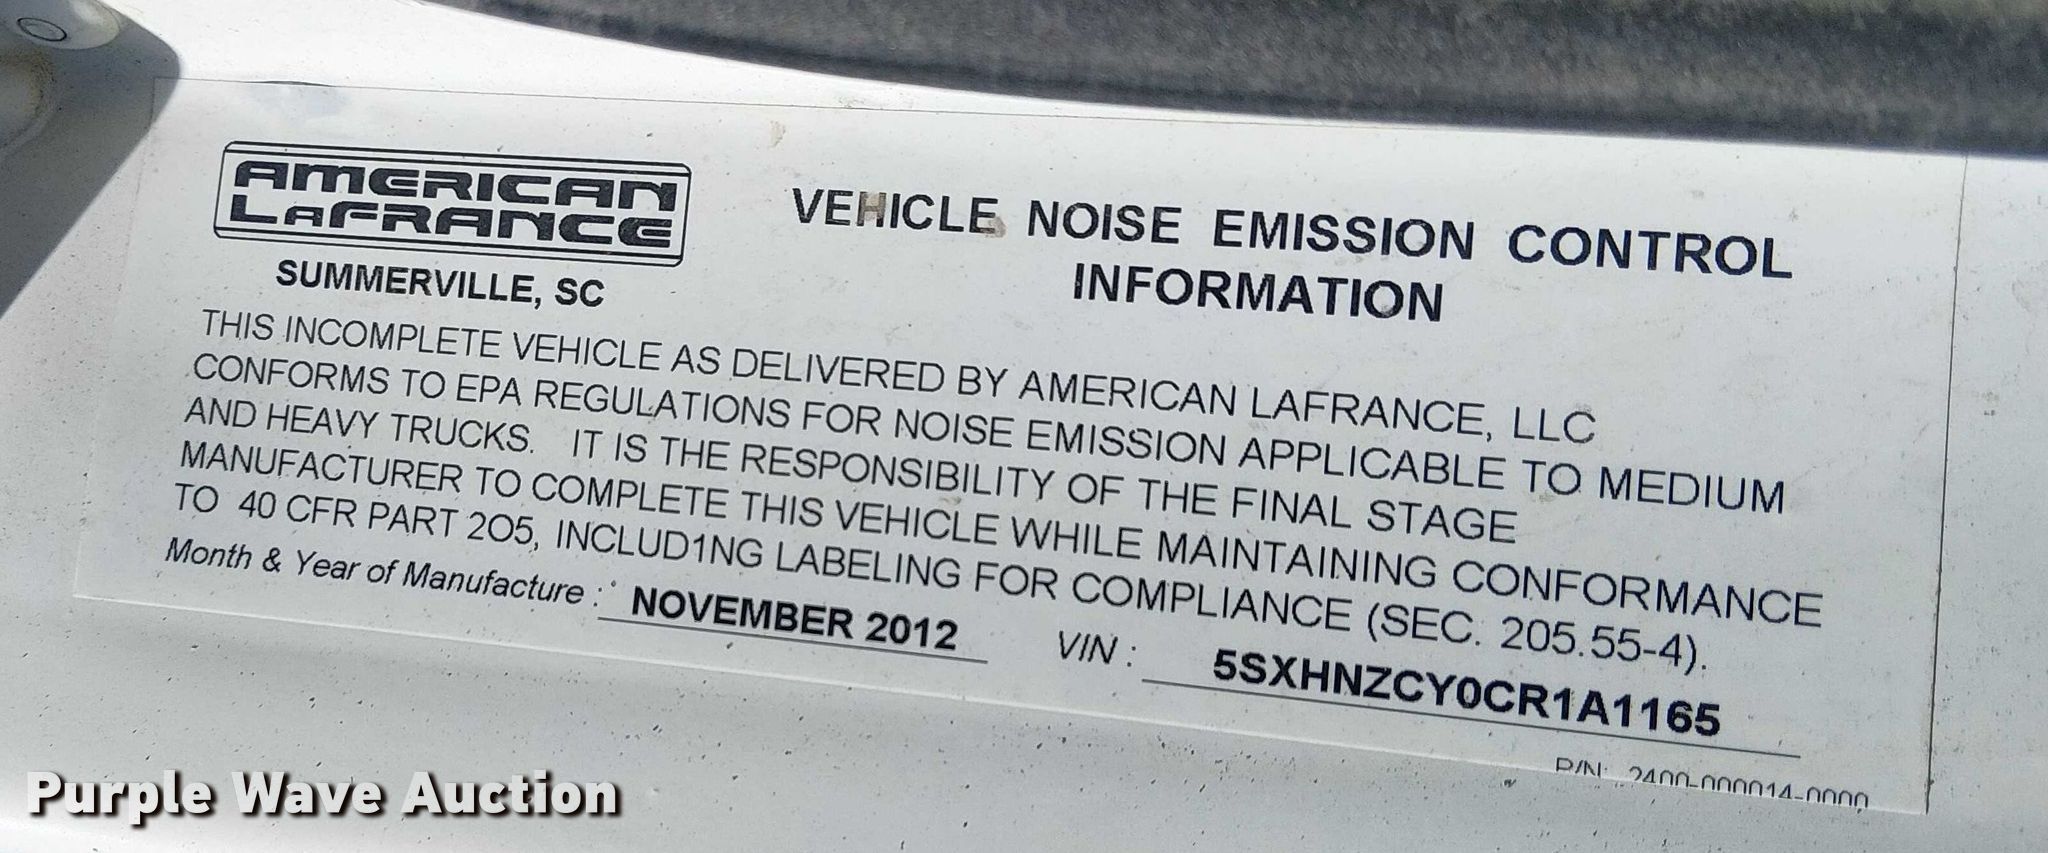 AMERICAN
LAFRANCE
SUMMERVILLE, SC
VEHICLE NOISE EMISSION CONTROL
INFORMATION
THIS INCOMPLETE VEHICLE AS DELIVERED BY AMERICAN LAFRANCE, LLC
CONFORMS TO EPA REGULATIONS FOR NOISE EMISSION APPLICABLE TO MEDIUM
AND HEAVY TRUCKS. IT IS THE RESPONSIBILITY OF THE FINAL STAGE
MANUFACTURER TO COMPLETE THIS VEHICLE WHILE MAINTAINING CONFORMANCE
TO 40 CFR PART 2O5, INCLUD1NG LABELING FOR COMPLIANCE (SEC. 205.55-4).
Month & Year of Manufacture : NOVEMBER 2012 VIN : 5SXHNZCY0CR1A1165
P/N: 2400-000014-0000
Purple Wave Auction